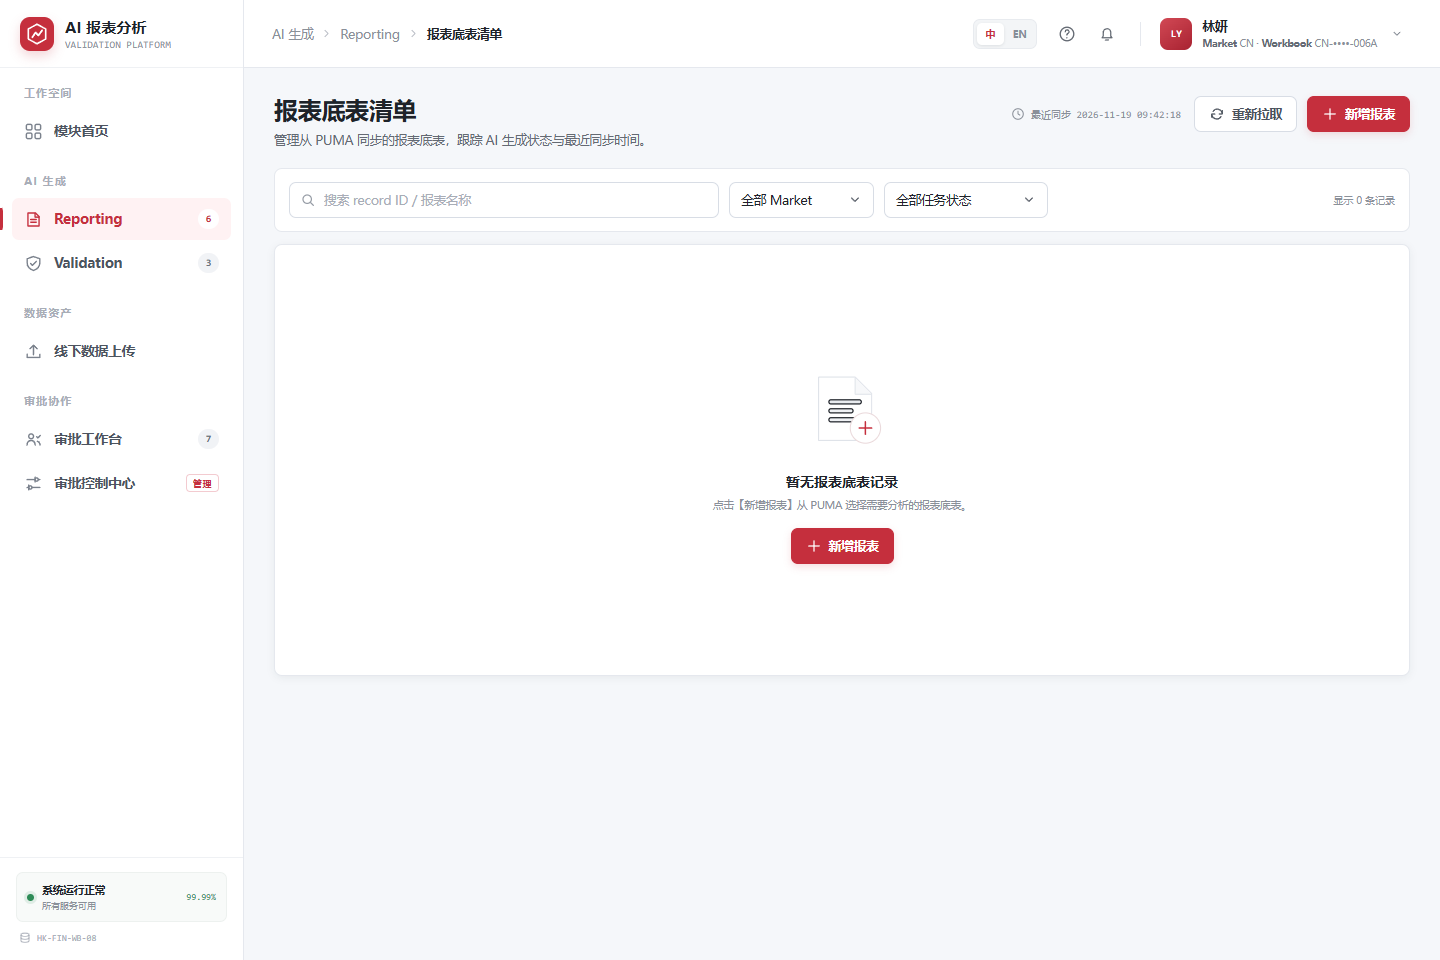 AI 报表分析
VALIDATION PLATFORM
工作空间
模块首页
AI 生成
Reporting 6
Validation 3
数据资产
线下数据上传
审批协作
审批工作台 7
审批控制中心 管理
系统运行正常
所有服务可用
99.99%
HK-FIN-WB-08
AI 生成 > Reporting > 报表底表清单
中 EN
LY
林妍
Market CN · Workbook CN-••••-006A
报表底表清单
管理从 PUMA 同步的报表底表，跟踪 AI 生成状态与最近同步时间。
最近同步 2026-11-19 09:42:18
重新拉取
新增报表
搜索 record ID / 报表名称
全部 Market
全部任务状态
显示 0 条记录
暂无报表底表记录
点击【新增报表】从 PUMA 选择需要分析的报表底表。
新增报表